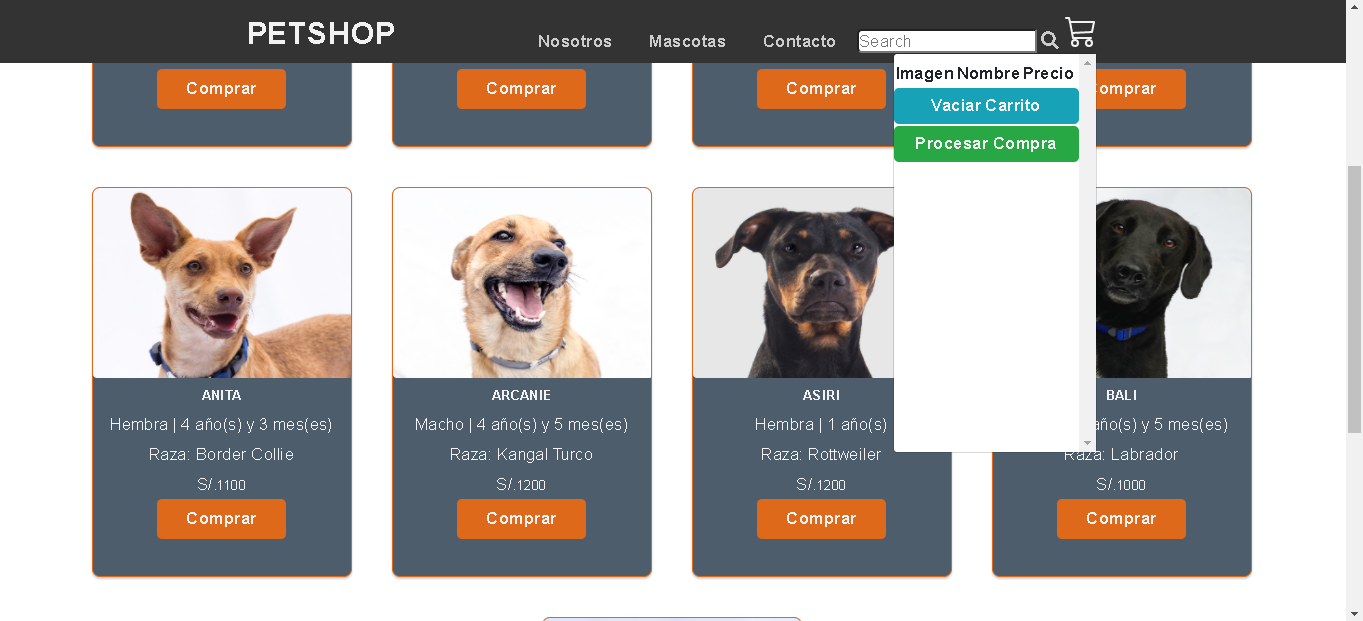 PETSHOP
Nosotros Mascotas Contacto Search
Imagen Nombre Precio
Vaciar Carrito
Procesar Compra
Comprar Comprar Comprar omprar
ANITA
Hembra | 4 año(s) y 3 mes(es)
Raza: Border Collie
S/.1100
Comprar
ARCANIE
Macho | 4 año(s) y 5 mes(es)
Raza: Kangal Turco
S/.1200
Comprar
ASIRI
Hembra | 1 año(s)
Raza: Rottweiler
S/.1200
Comprar
BALI
año(s) y 5 mes(es)
Raza: Labrador
S/.1000
Comprar